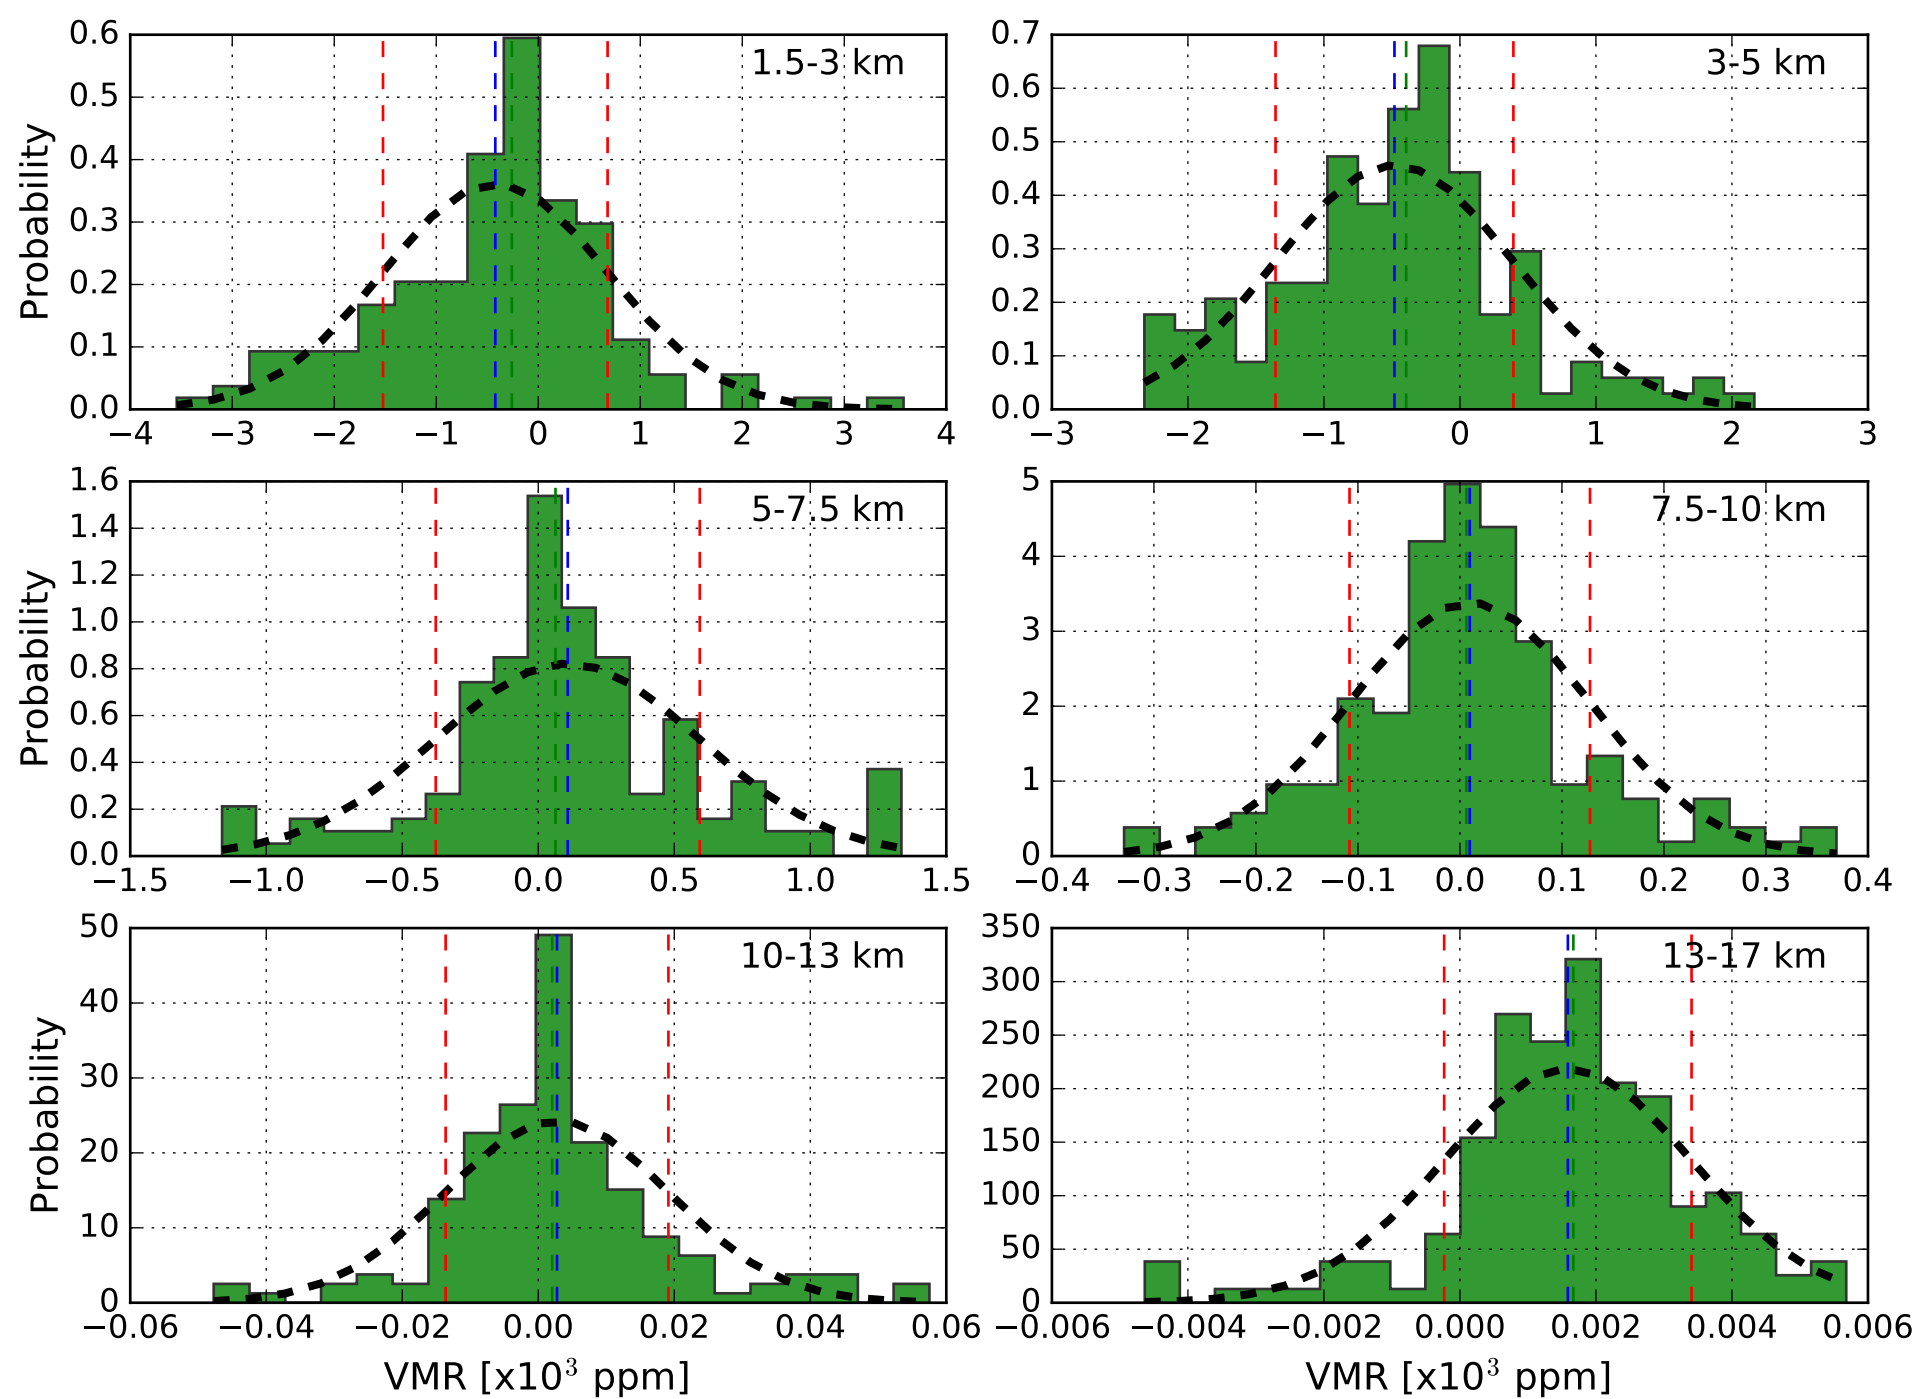 1.5-3 km
Probability
0.6
0.5
0.4
0.3
0.2
0.1
0.0
−4 −3 −2 −1 0 1 2 3 4
3-5 km
0.7
0.6
0.5
0.4
0.3
0.2
0.1
0.0
−3 −2 −1 0 1 2 3
5-7.5 km
Probability
1.6
1.4
1.2
1.0
0.8
0.6
0.4
0.2
0.0
−1.5 −1.0 −0.5 0.0 0.5 1.0 1.5
7.5-10 km
5
4
3
2
1
0
−0.4 −0.3 −0.2 −0.1 0.0 0.1 0.2 0.3 0.4
10-13 km
Probability
50
40
30
20
10
0
−0.06 −0.04 −0.02 0.00 0.02 0.04 0.06
VMR [x10³ ppm]
13-17 km
350
300
250
200
150
100
50
0
−0.006 −0.004 −0.002 0.000 0.002 0.004 0.006
VMR [x10³ ppm]